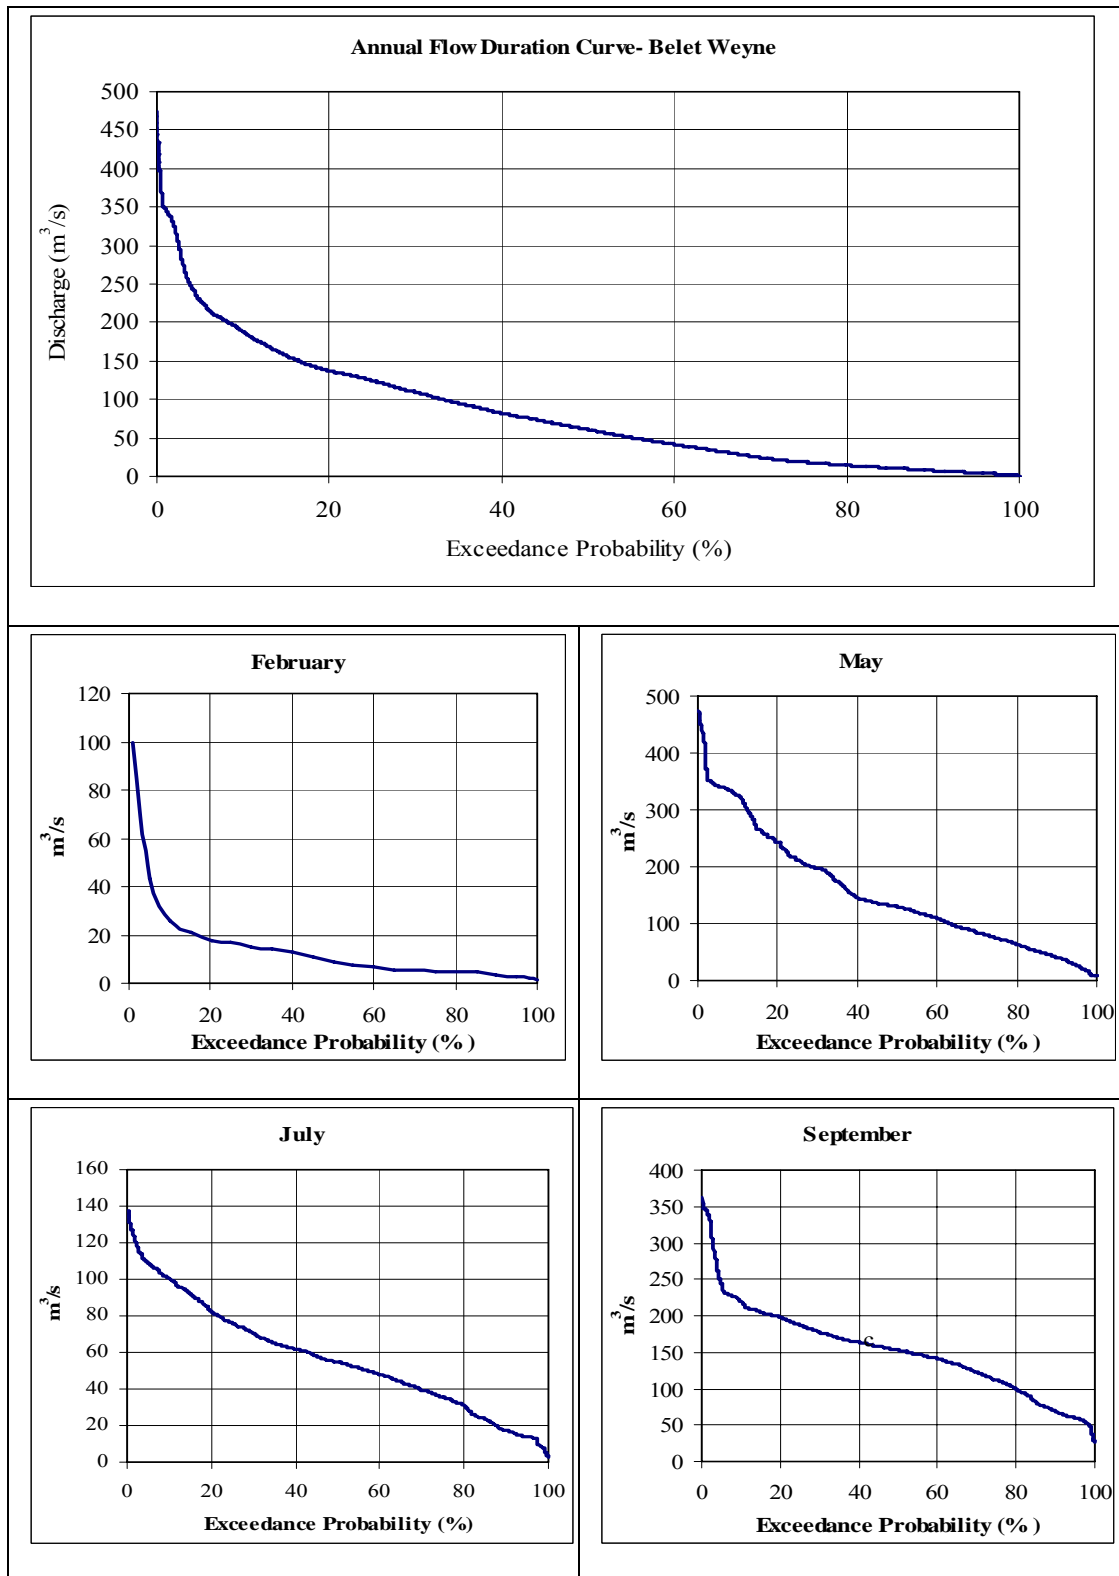 Annual Flow Duration Curve- Belet Weyne
500
450
400
350
300
250
200
150
100
50
0
Discharge (m³/s)
0 20 40 60 80 100
Exceedance Probability (%)
February
120
100
80
60
40
20
0
m³/s
0 20 40 60 80 100
Exceedance Probability (% )
May
500
400
300
200
100
0
m³/s
0 20 40 60 80 100
Exceedance Probability (% )
July
160
140
120
100
80
60
40
20
0
m³/s
0 20 40 60 80 100
Exceedance Probability (%)
September
400
350
300
250
200
150
100
50
0
m³/s
0 20 40 60 80 100
Exceedance Probability (% )